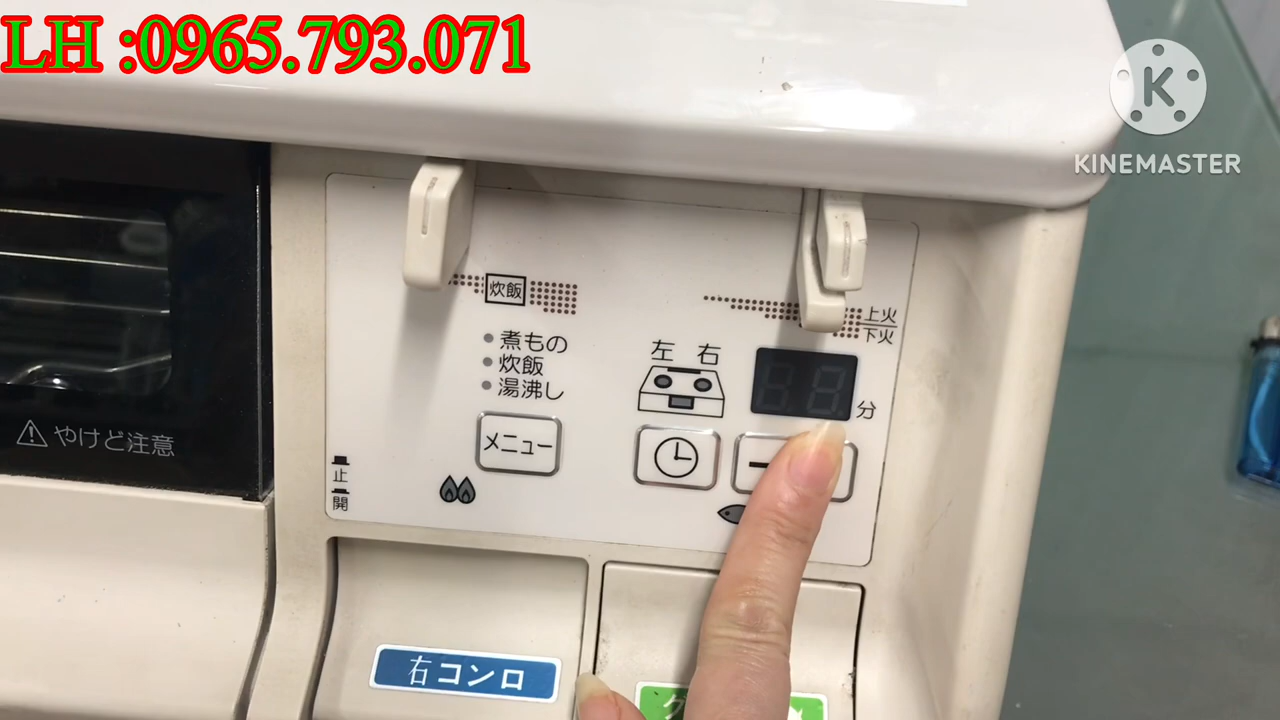 LH :0965.793.071
K
KINEMASTER
炊飯
上火
下火
煮もの
炊飯
湯沸し
左 右
分
メニュー
やけど注意
止
開
右コンロ